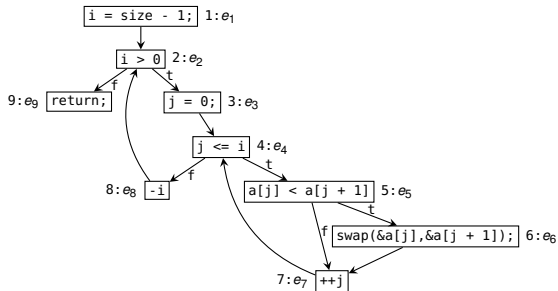 i = size - 1; 1:e1
i > 0 2:e2
f t
9:e9 return; j = 0; 3:e3
j <= i 4:e4
f t
8:e8 -i a[j] < a[j + 1] 5:e5
t
f swap(&a[j],&a[j + 1]); 6:e6
7:e7 ++j